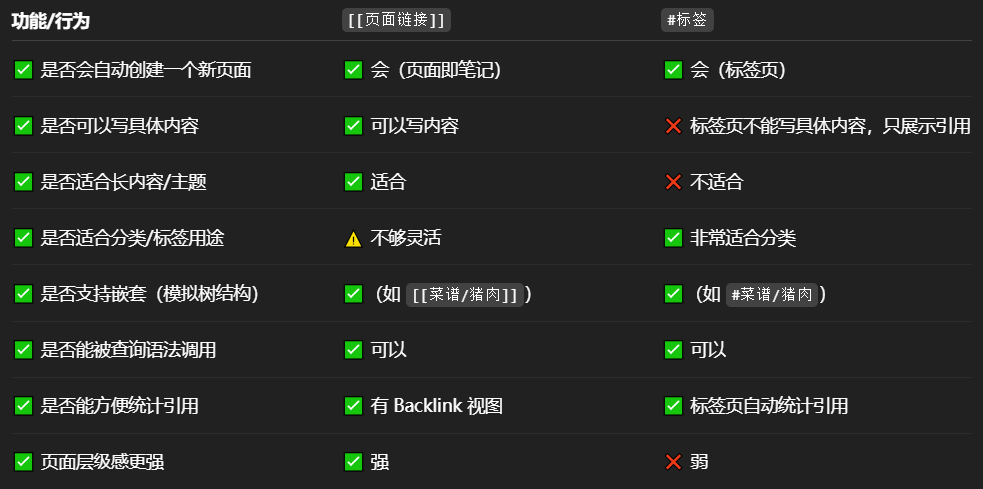 功能/行为 [[页面链接]] #标签
✅ 是否会自动创建一个新页面 ✅ 会（页面即笔记） ✅ 会（标签页）
✅ 是否可以写具体内容 ✅ 可以写内容 ❌ 标签页不能写具体内容，只展示引用
✅ 是否适合长内容/主题 ✅ 适合 ❌ 不适合
✅ 是否适合分类/标签用途 ⚠️ 不够灵活 ✅ 非常适合分类
✅ 是否支持嵌套（模拟树结构） ✅ （如 [[菜谱/猪肉]]） ✅ （如 #菜谱/猪肉）
✅ 是否能被查询语法调用 ✅ 可以 ✅ 可以
✅ 是否能方便统计引用 ✅ 有 Backlink 视图 ✅ 标签页自动统计引用
✅ 页面层级感更强 ✅ 强 ❌ 弱